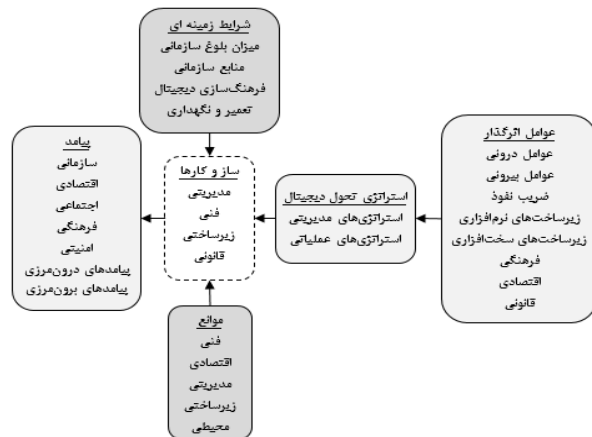 شرایط زمینه ای
میزان بلوغ سازمانی
منابع سازمانی
فرهنگ‌سازی دیجیتال
تعمیر و نگهداری
عوامل اثرگذار
عوامل درونی
عوامل بیرونی
ضریب نفوذ
زیرساخت‌های نرم‌افزاری
زیرساخت‌های سخت‌افزاری
فرهنگی
اقتصادی
قانونی
استراتژی تحول دیجیتال
استراتژی‌های مدیریتی
استراتژی‌های عملیاتی
ساز و کارها
مدیریتی
فنی
زیرساختی
قانونی
پیامد
سازمانی
اقتصادی
اجتماعی
فرهنگی
امنیتی
پیامدهای درون‌مرزی
پیامدهای برون‌مرزی
موانع
فنی
اقتصادی
مدیریتی
زیرساختی
محیطی